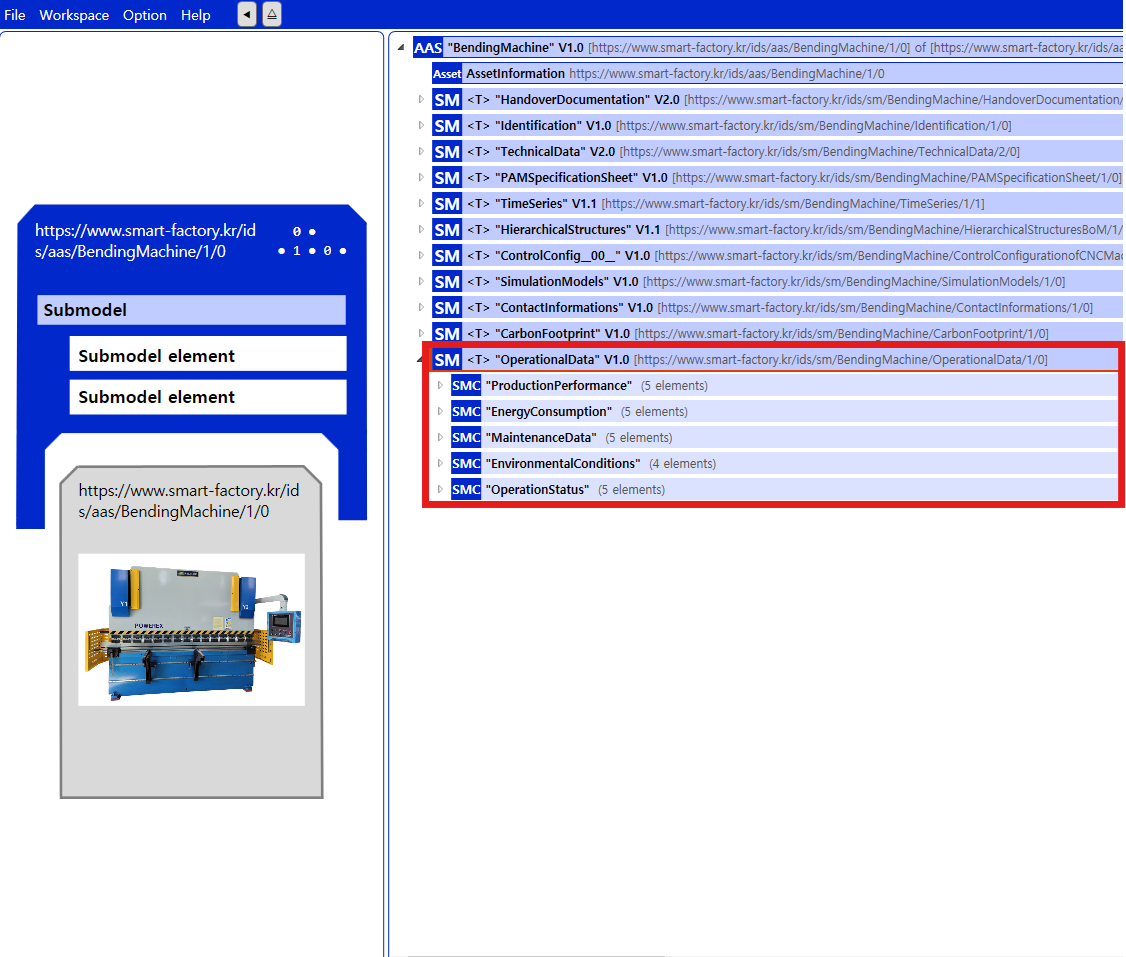 File Workspace Option Help
https://www.smart-factory.kr/id
s/aas/BendingMachine/1/0
0
1 0
Submodel
Submodel element
Submodel element
https://www.smart-factory.kr/id
s/aas/BendingMachine/1/0
Y1
Y2
POWEREX
AAS "BendingMachine" V1.0 [https://www.smart-factory.kr/ids/aas/BendingMachine/1/0] of [https://www.smart-factory.kr/ids/aa
Asset AssetInformation https://www.smart-factory.kr/ids/aas/BendingMachine/1/0
SM <T> "HandoverDocumentation" V2.0 [https://www.smart-factory.kr/ids/sm/BendingMachine/HandoverDocumentation/
SM <T> "Identification" V1.0 [https://www.smart-factory.kr/ids/sm/BendingMachine/Identification/1/0]
SM <T> "TechnicalData" V2.0 [https://www.smart-factory.kr/ids/sm/BendingMachine/TechnicalData/2/0]
SM <T> "PAMSpecificationSheet" V1.0 [https://www.smart-factory.kr/ids/sm/BendingMachine/PAMSpecificationSheet/1/0]
SM <T> "TimeSeries" V1.1 [https://www.smart-factory.kr/ids/sm/BendingMachine/TimeSeries/1/1]
SM <T> "HierarchicalStructures" V1.1 [https://www.smart-factory.kr/ids/sm/BendingMachine/HierarchicalStructuresBoM/1/
SM <T> "ControlConfig__00__" V1.0 [https://www.smart-factory.kr/ids/sm/BendingMachine/ControlConfigurationofCNCMac
SM <T> "SimulationModels" V1.0 [https://www.smart-factory.kr/ids/sm/BendingMachine/SimulationModels/1/0]
SM <T> "ContactInformations" V1.0 [https://www.smart-factory.kr/ids/sm/BendingMachine/ContactInformations/1/0]
SM <T> "CarbonFootprint" V1.0 [https://www.smart-factory.kr/ids/sm/BendingMachine/CarbonFootprint/1/0]
SM <T> "OperationalData" V1.0 [https://www.smart-factory.kr/ids/sm/BendingMachine/OperationalData/1/0]
SMC "ProductionPerformance" (5 elements)
SMC "EnergyConsumption" (5 elements)
SMC "MaintenanceData" (5 elements)
SMC "EnvironmentalConditions" (4 elements)
SMC "OperationStatus" (5 elements)